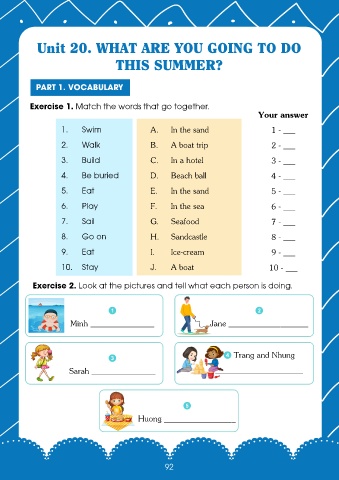 Unit 20. WHAT ARE YOU GOING TO DO
THIS SUMMER?
PART 1. VOCABULARY
Exercise 1. Match the words that go together.
Your answer
1. Swim A. In the sand 1 - ___
2. Walk B. A boat trip 2 - ___
3. Build C. In a hotel 3 - ___
4. Be buried D. Beach ball 4 - ___
5. Eat E. In the sand 5 - ___
6. Play F. In the sea 6 - ___
7. Sail G. Seafood 7 - ___
8. Go on H. Sandcastle 8 - ___
9. Eat I. Ice-cream 9 - ___
10. Stay J. A boat 10 - ___
Exercise 2. Look at the pictures and tell what each person is doing.
1
Minh _______________
2
Jane ___________________
3
Sarah _______________
4 Trang and Nhung
___________________
5
Huong _________________
92